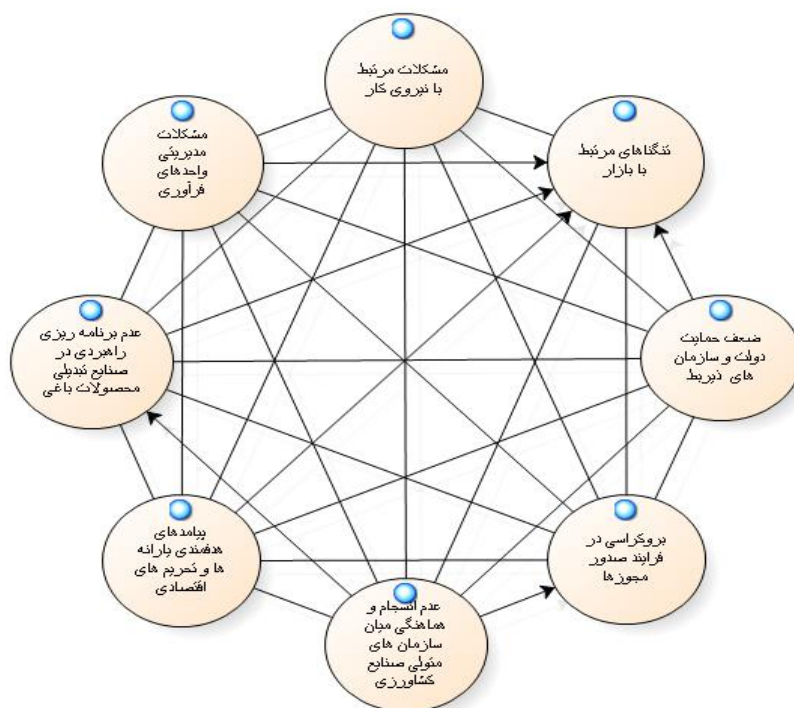 مشکلات مرتبط
با نیروی کار
تنگناهای مرتبط
با بازار
ضعف حمایت
دولت و سازمان
های ذیربط
بروکراسی در
فرایند صدور
مجوزها
عدم انسجام و
هماهنگی میان
سازمان های
متولی صنایع
کشاورزی
پیامدهای
هدفمندی یارانه
ها و تحریم های
اقتصادی
عدم برنامه ریزی
راهبردی در
صنایع تبدیلی
محصولات باغی
مشکلات
مدیریتی
واحدهای
فرآوری